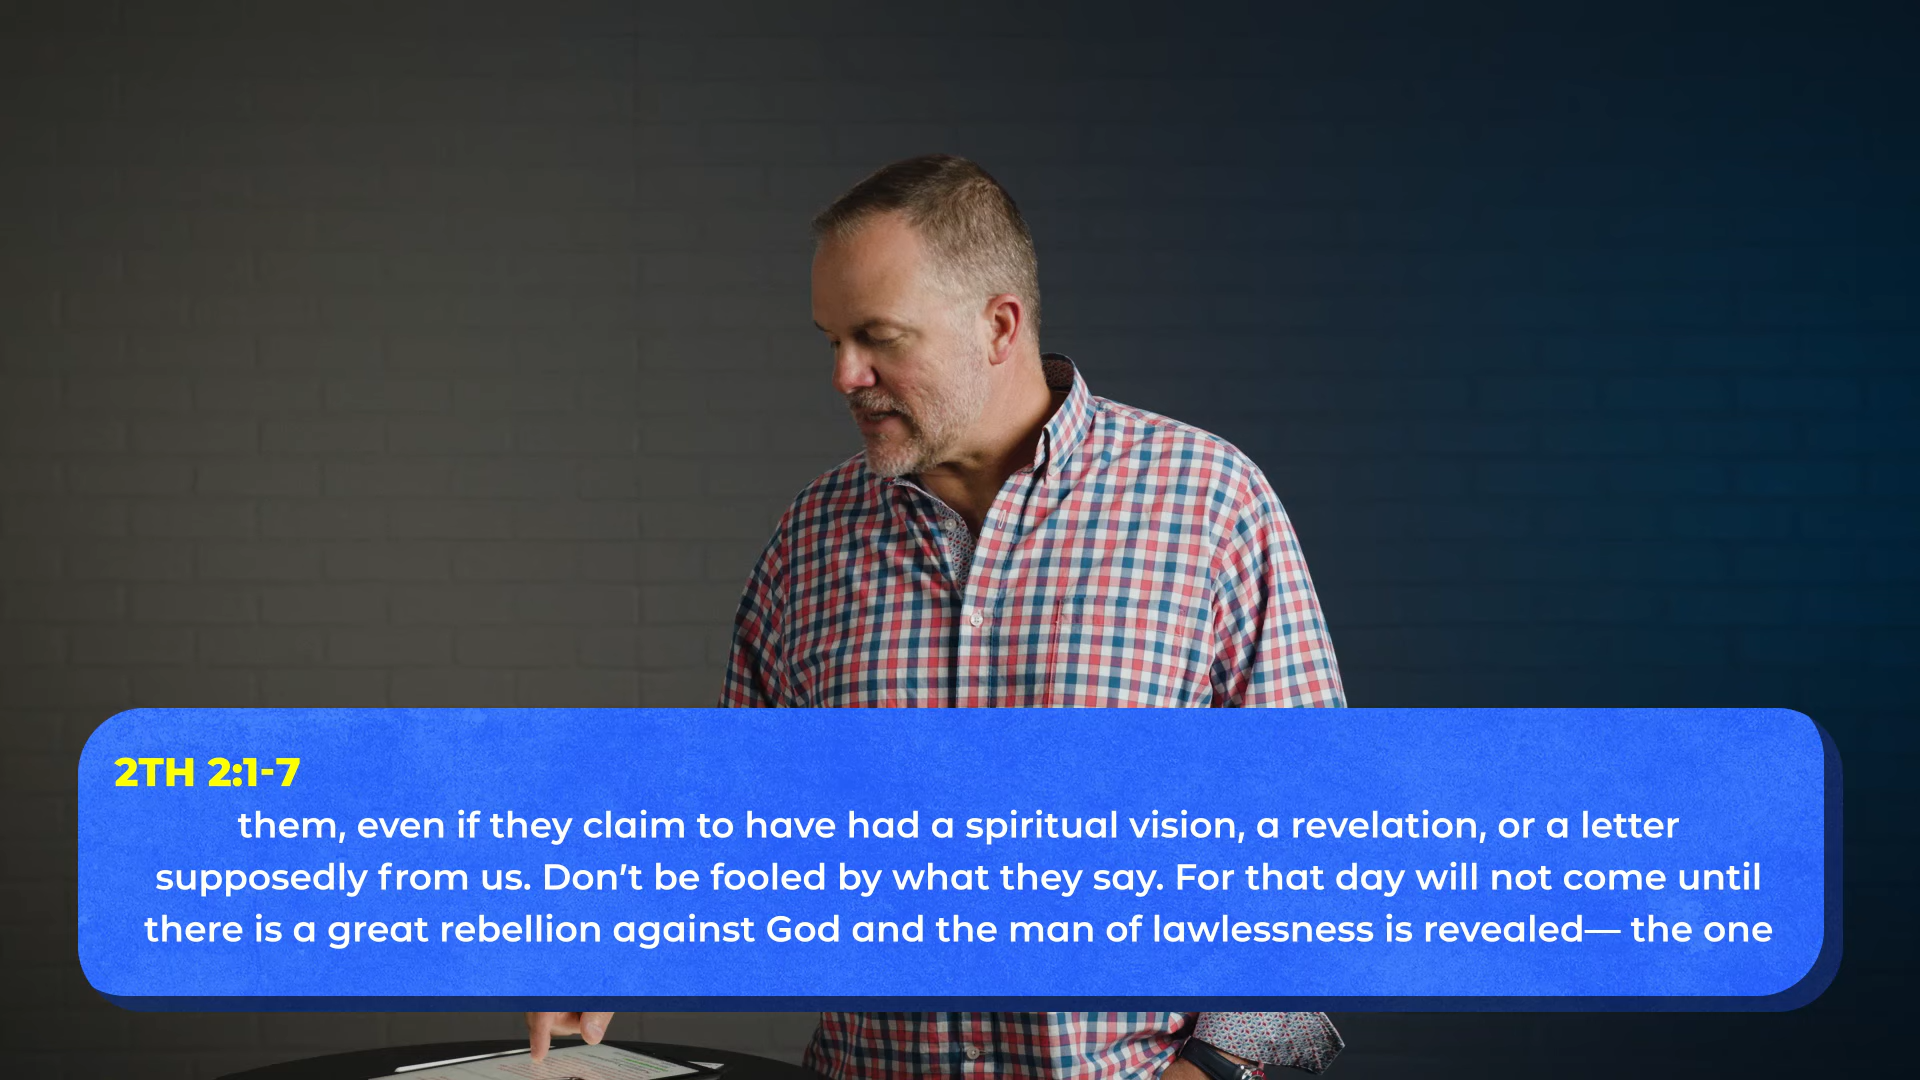 2TH 2:1-7
them, even if they claim to have had a spiritual vision, a revelation, or a letter
supposedly from us. Don't be fooled by what they say. For that day will not come until
there is a great rebellion against God and the man of lawlessness is revealed— the one